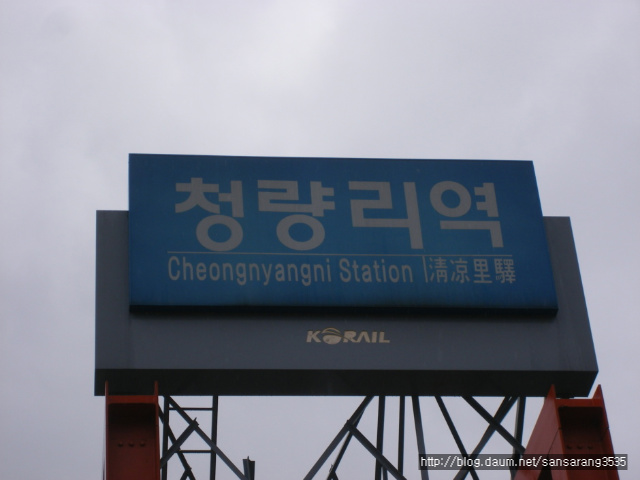 청량리역
Cheongnyangni Station | 淸凉里驛
KORAIL
http://blog.daum.net/sansarang3535